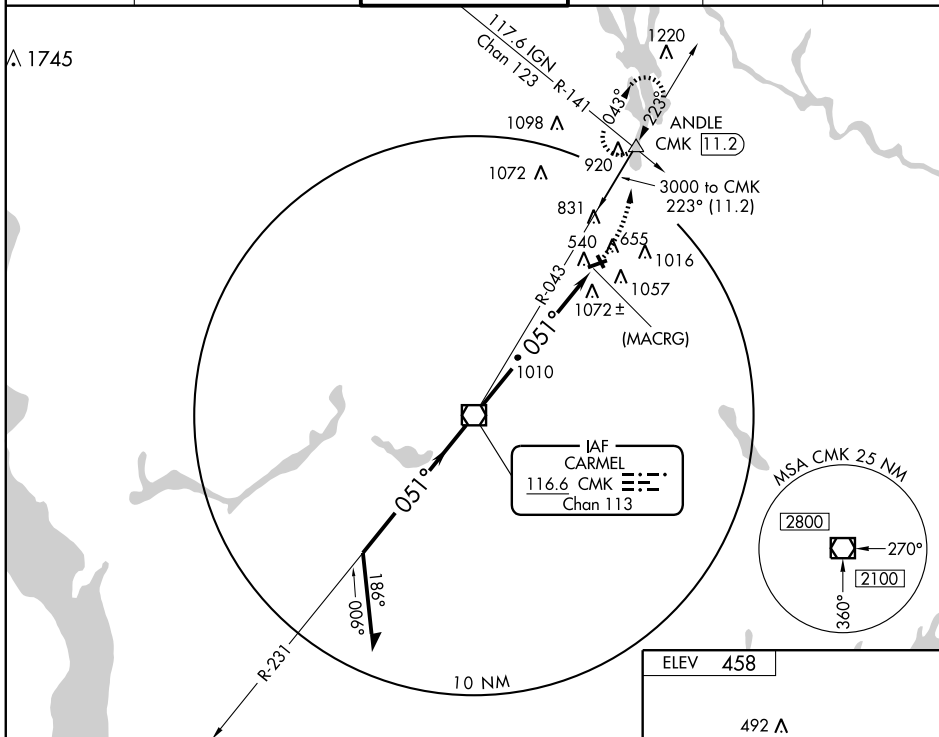 1745
117.6 IGN
Chan 123
R-141
1220
043°
223°
ANDLE
CMK 11.2
1098
920
1072
3000 to CMK
223° (11.2)
831
540
655
1016
R-043
1057
1072 ±
051°
(MACRG)
1010
IAF
CARMEL
116.6 CMK
Chan 113
051°
MSA CMK 25 NM
2800
270°
2100
360°
186°
006°
R-231
10 NM
ELEV 458
492